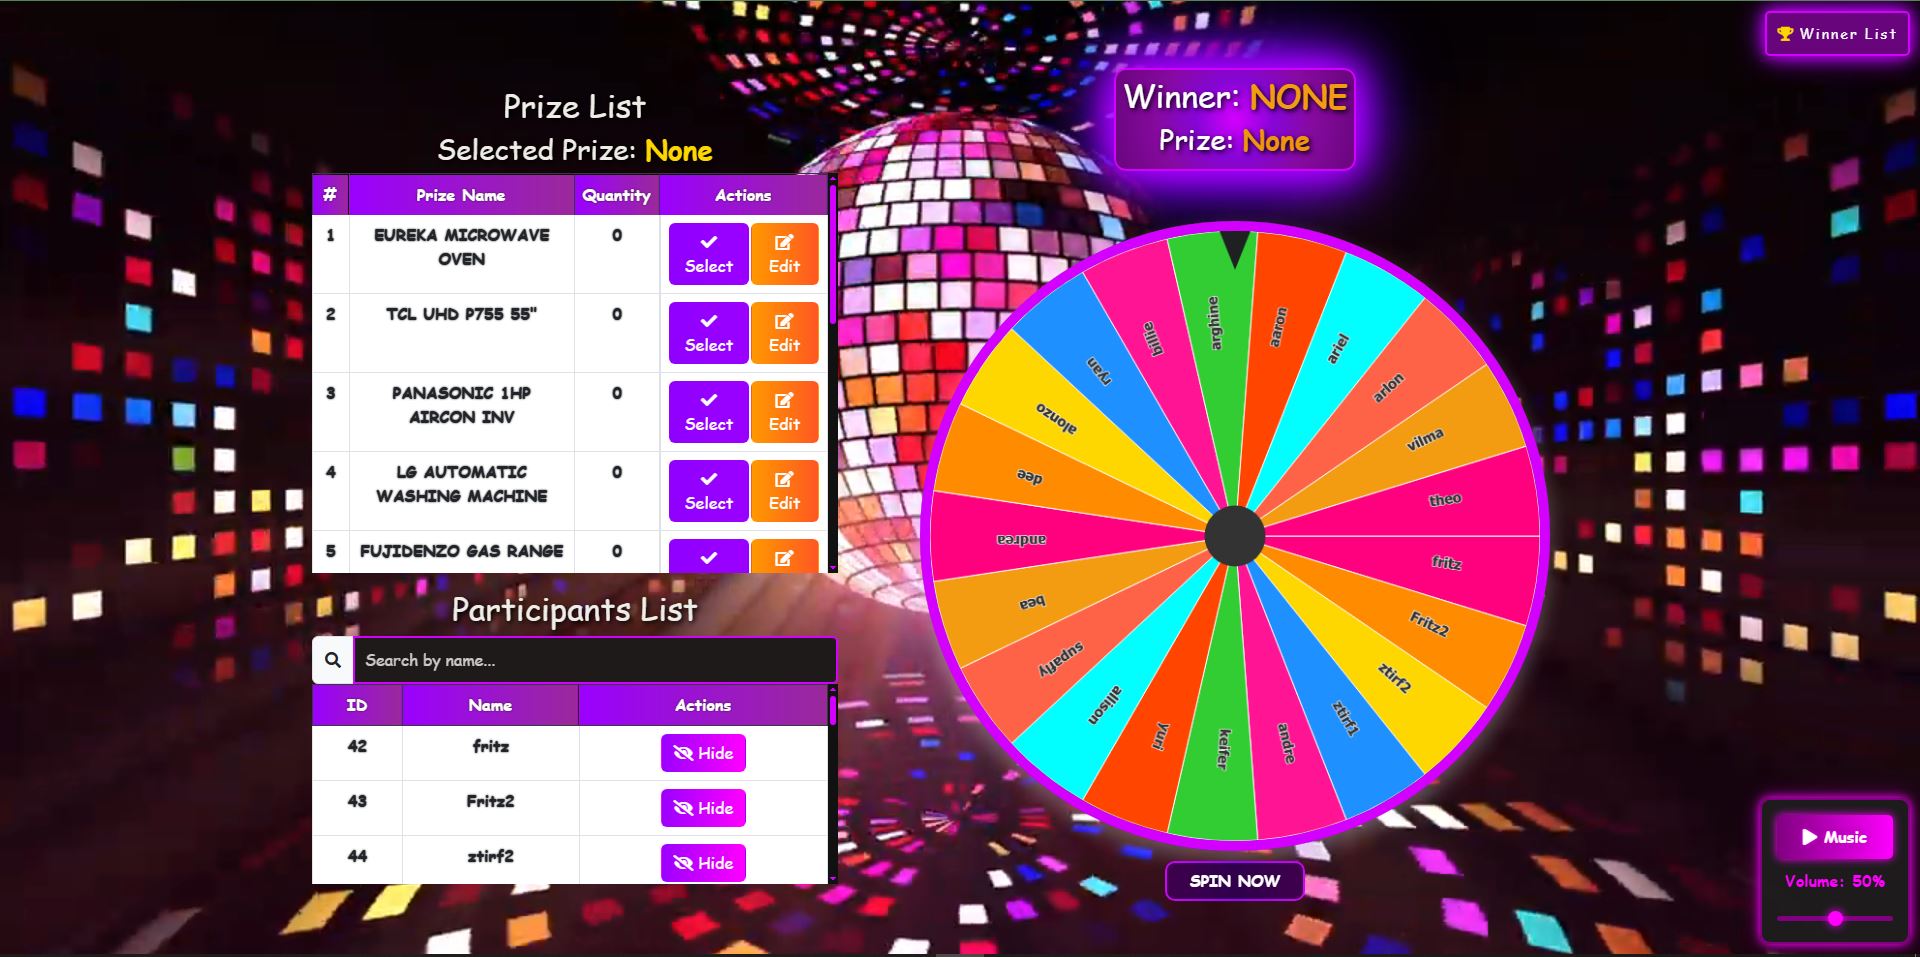 Winner List
Prize List
Selected Prize: None
# Prize Name Quantity Actions
1 EUREKA MICROWAVE OVEN 0 Select Edit
2 TCL UHD P755 55" 0 Select Edit
3 PANASONIC 1HP AIRCON INV 0 Select Edit
4 LG AUTOMATIC WASHING MACHINE 0 Select Edit
5 FUJIDENZO GAS RANGE 0
Participants List
Search by name...
ID Name Actions
42 fritz Hide
43 Fritz2 Hide
44 ztirf2 Hide
Winner: NONE
Prize: None
arghine
aaron
ariel
arlon
vilma
theo
fritz
Fritz2
ztirf2
ztirf1
andre
keifer
yuri
allison
supafly
bea
andrea
dee
alonzo
ryan
billie
SPIN NOW
Music
Volume: 50%